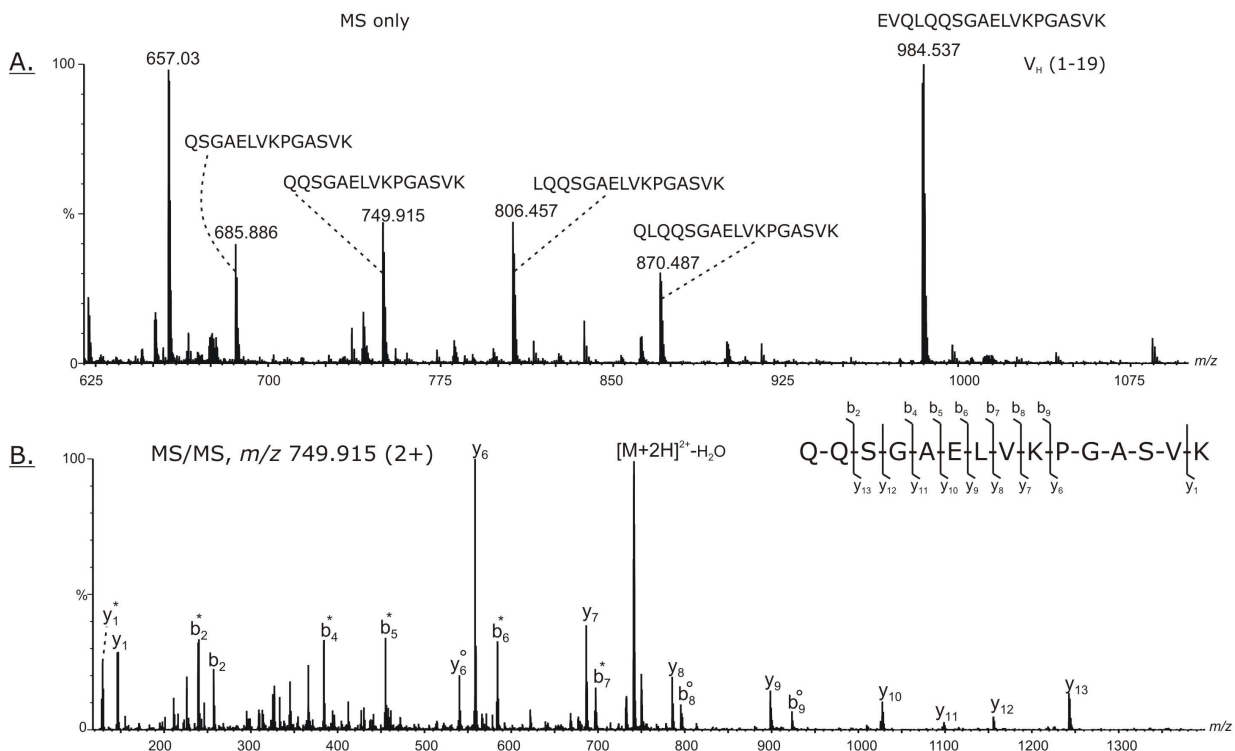 MS only
EVQLQQSGAELVKPGASVK
A.
100
657.03
984.537
V_H (1-19)
QSGAELVKPGASVK
QQSGAELVKPGASVK
LQQSGAELVKPGASVK
%
685.886
749.915
806.457
QLQQSGAELVKPGASVK
870.487
0
625
700
775
850
925
1000
1075
m/z
b2 b4 b5 b6 b7 b8 b9
B.
MS/MS, m/z 749.915 (2+)
[M+2H]2+-H2O
Q-Q-S-G-A-E-L-V-K-P-G-A-S-V-K
y13 y12 y11 y10 y9 y8 y7 y6 y1
100
y6
%
y1*
y1
b2*
b2
b4*
b5*
y6°
b6*
y7
b7*
y8
b8°
y9
b9°
y10
y11
y12
y13
0
200 300 400 500 600 700 800 900 1000 1100 1200 1300 m/z